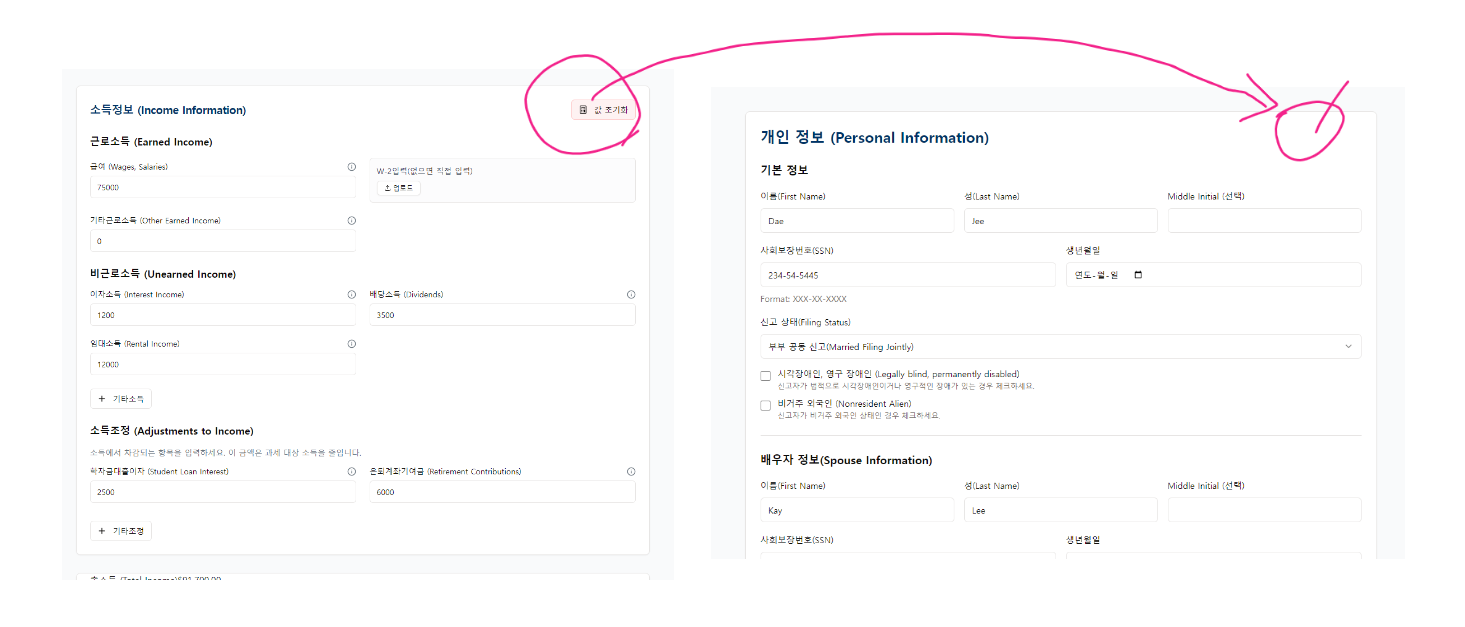 소득정보 (Income Information)
값 초기화
근로소득 (Earned Income)
급여 (Wages, Salaries)
75000
W-2입력(없으면 직접 입력)
업로드
기타근로소득 (Other Earned Income)
0
비근로소득 (Unearned Income)
이자소득 (Interest Income)
배당소득 (Dividends)
1200
3500
임대소득 (Rental Income)
12000
+ 기타소득
소득조정 (Adjustments to Income)
소득에서 차감되는 항목을 입력하세요. 이 금액은 과세 대상 소득을 줄입니다.
학자금대출이자 (Student Loan Interest)
은퇴계좌기여금 (Retirement Contributions)
2500
6000
+ 기타조정
총소득 (Total Income)$91,700.00
개인 정보 (Personal Information)
기본 정보
이름(First Name)
성(Last Name)
Middle Initial (선택)
Dae
Jee
사회보장번호(SSN)
생년월일
234-54-5445
연도-월-일
Format: XXX-XX-XXXX
신고 상태(Filing Status)
부부 공동 신고(Married Filing Jointly)
시각장애인, 영구 장애인 (Legally blind, permanently disabled)
신고자가 법적으로 시각장애인이거나 영구적인 장애가 있는 경우 체크하세요.
비거주 외국인 (Nonresident Alien)
신고자가 비거주 외국인 상태인 경우 체크하세요.
배우자 정보(Spouse Information)
이름(First Name)
성(Last Name)
Middle Initial (선택)
Kay
Lee
사회보장번호(SSN)
생년월일